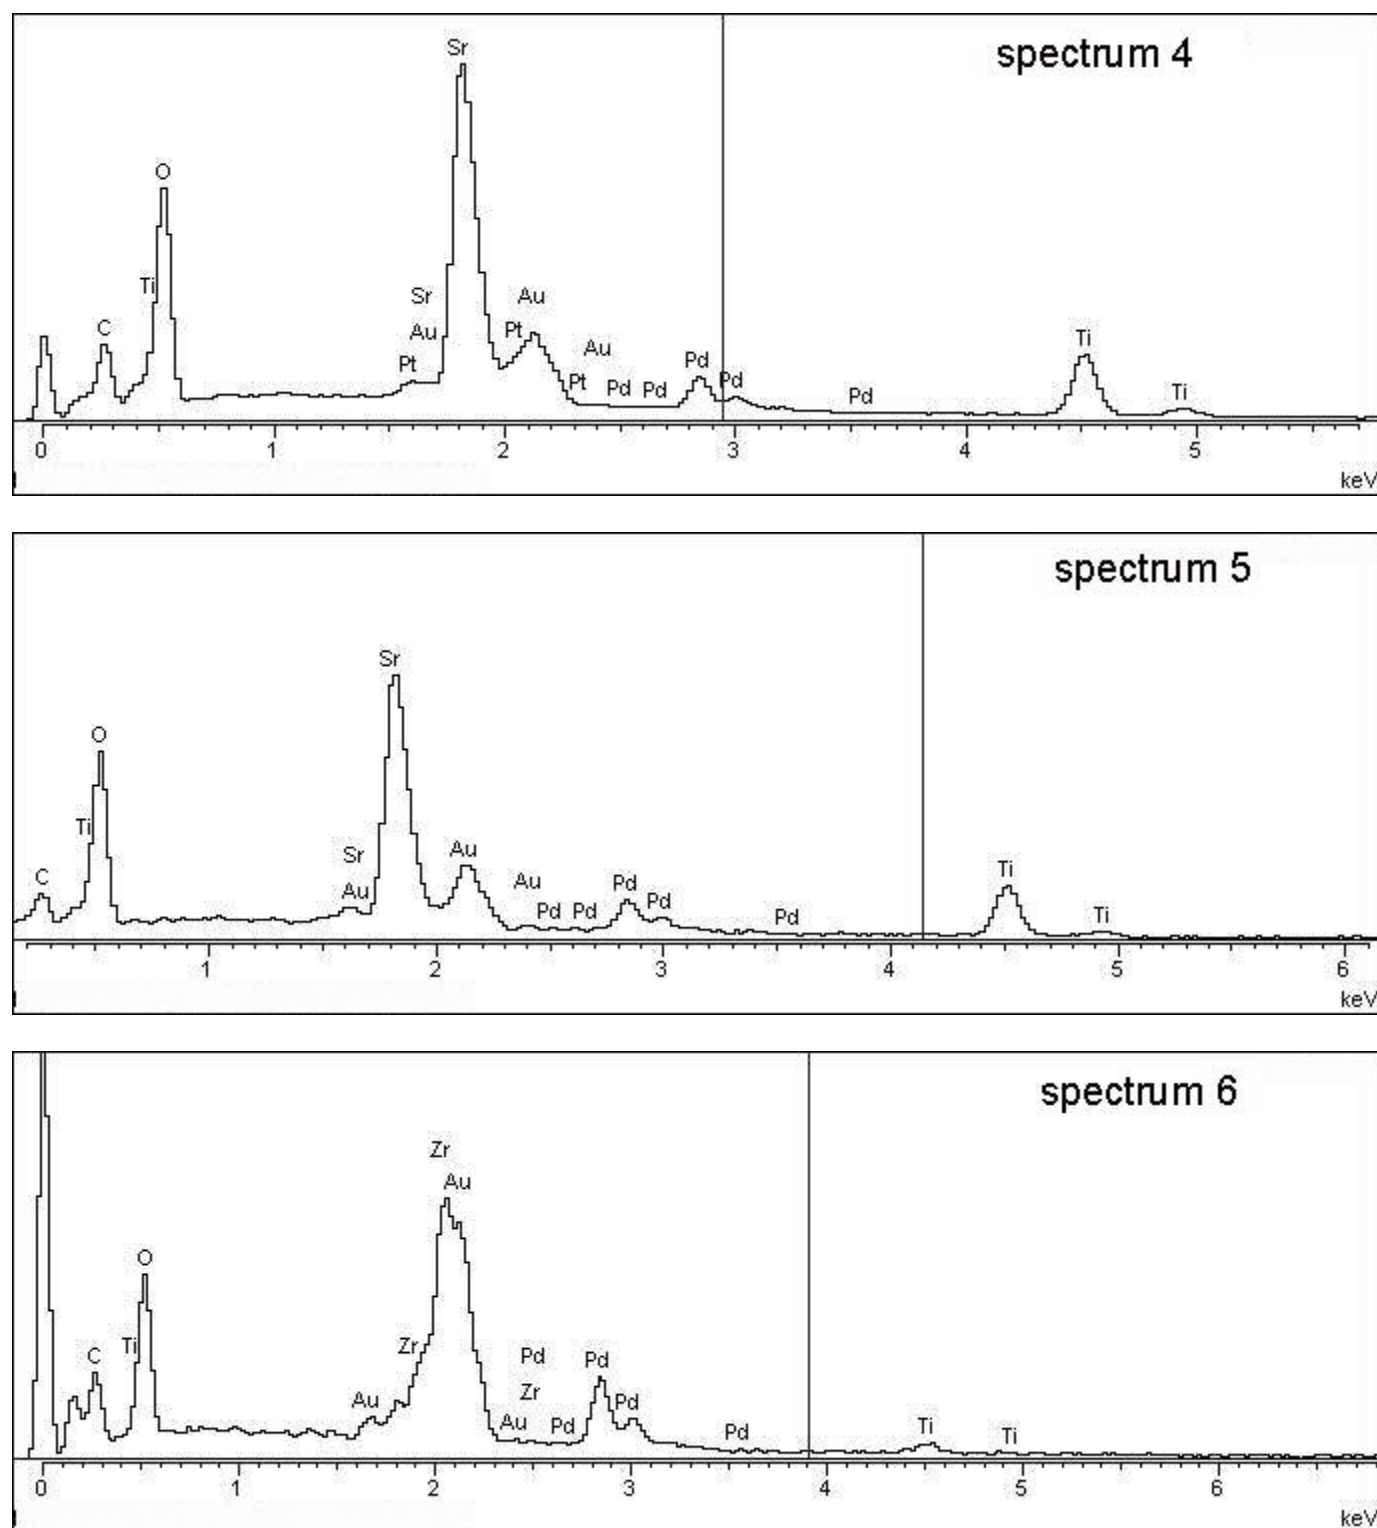 spectrum 4
Sr
O
Ti
C
Sr
Au
Pt
Au
Pt
Au
Pt
Pd
Pd
Pd
Pd
Pd
Ti
Ti
0 1 2 3 4 5
keV
spectrum 5
Sr
O
Ti
C
Sr
Au
Au
Au
Pd
Pd
Pd
Pd
Pd
Ti
Ti
1 2 3 4 5 6
keV
spectrum 6
Zr
Au
O
Ti
C
Zr
Au
Pd
Zr
Au
Pd
Pd
Pd
Pd
Ti
Ti
0 1 2 3 4 5 6
keV